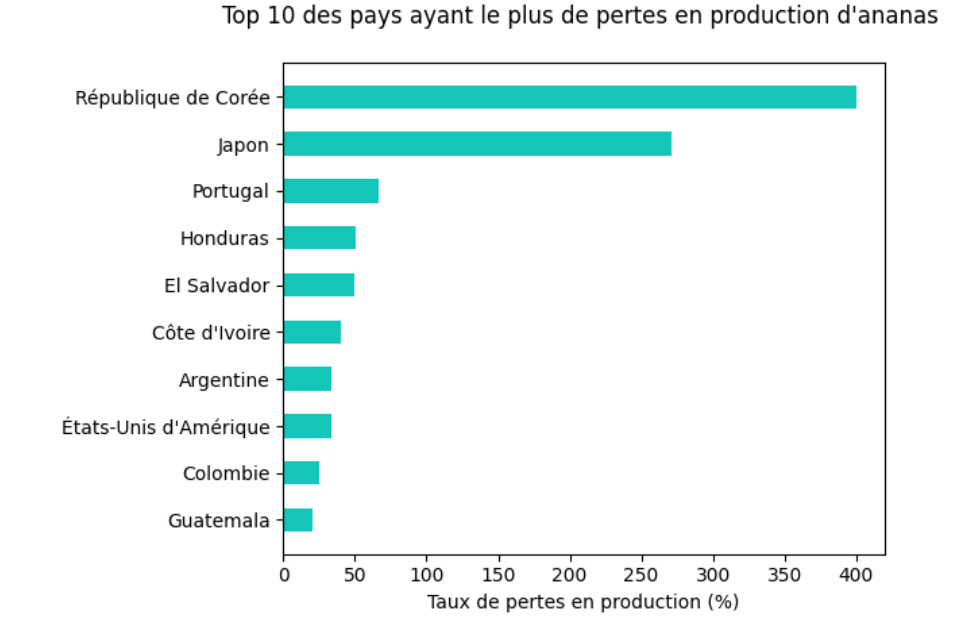 Top 10 des pays ayant le plus de pertes en production d'ananas
République de Corée
Japon
Portugal
Honduras
El Salvador
Côte d'Ivoire
Argentine
États-Unis d'Amérique
Colombie
Guatemala
0 50 100 150 200 250 300 350 400
Taux de pertes en production (%)